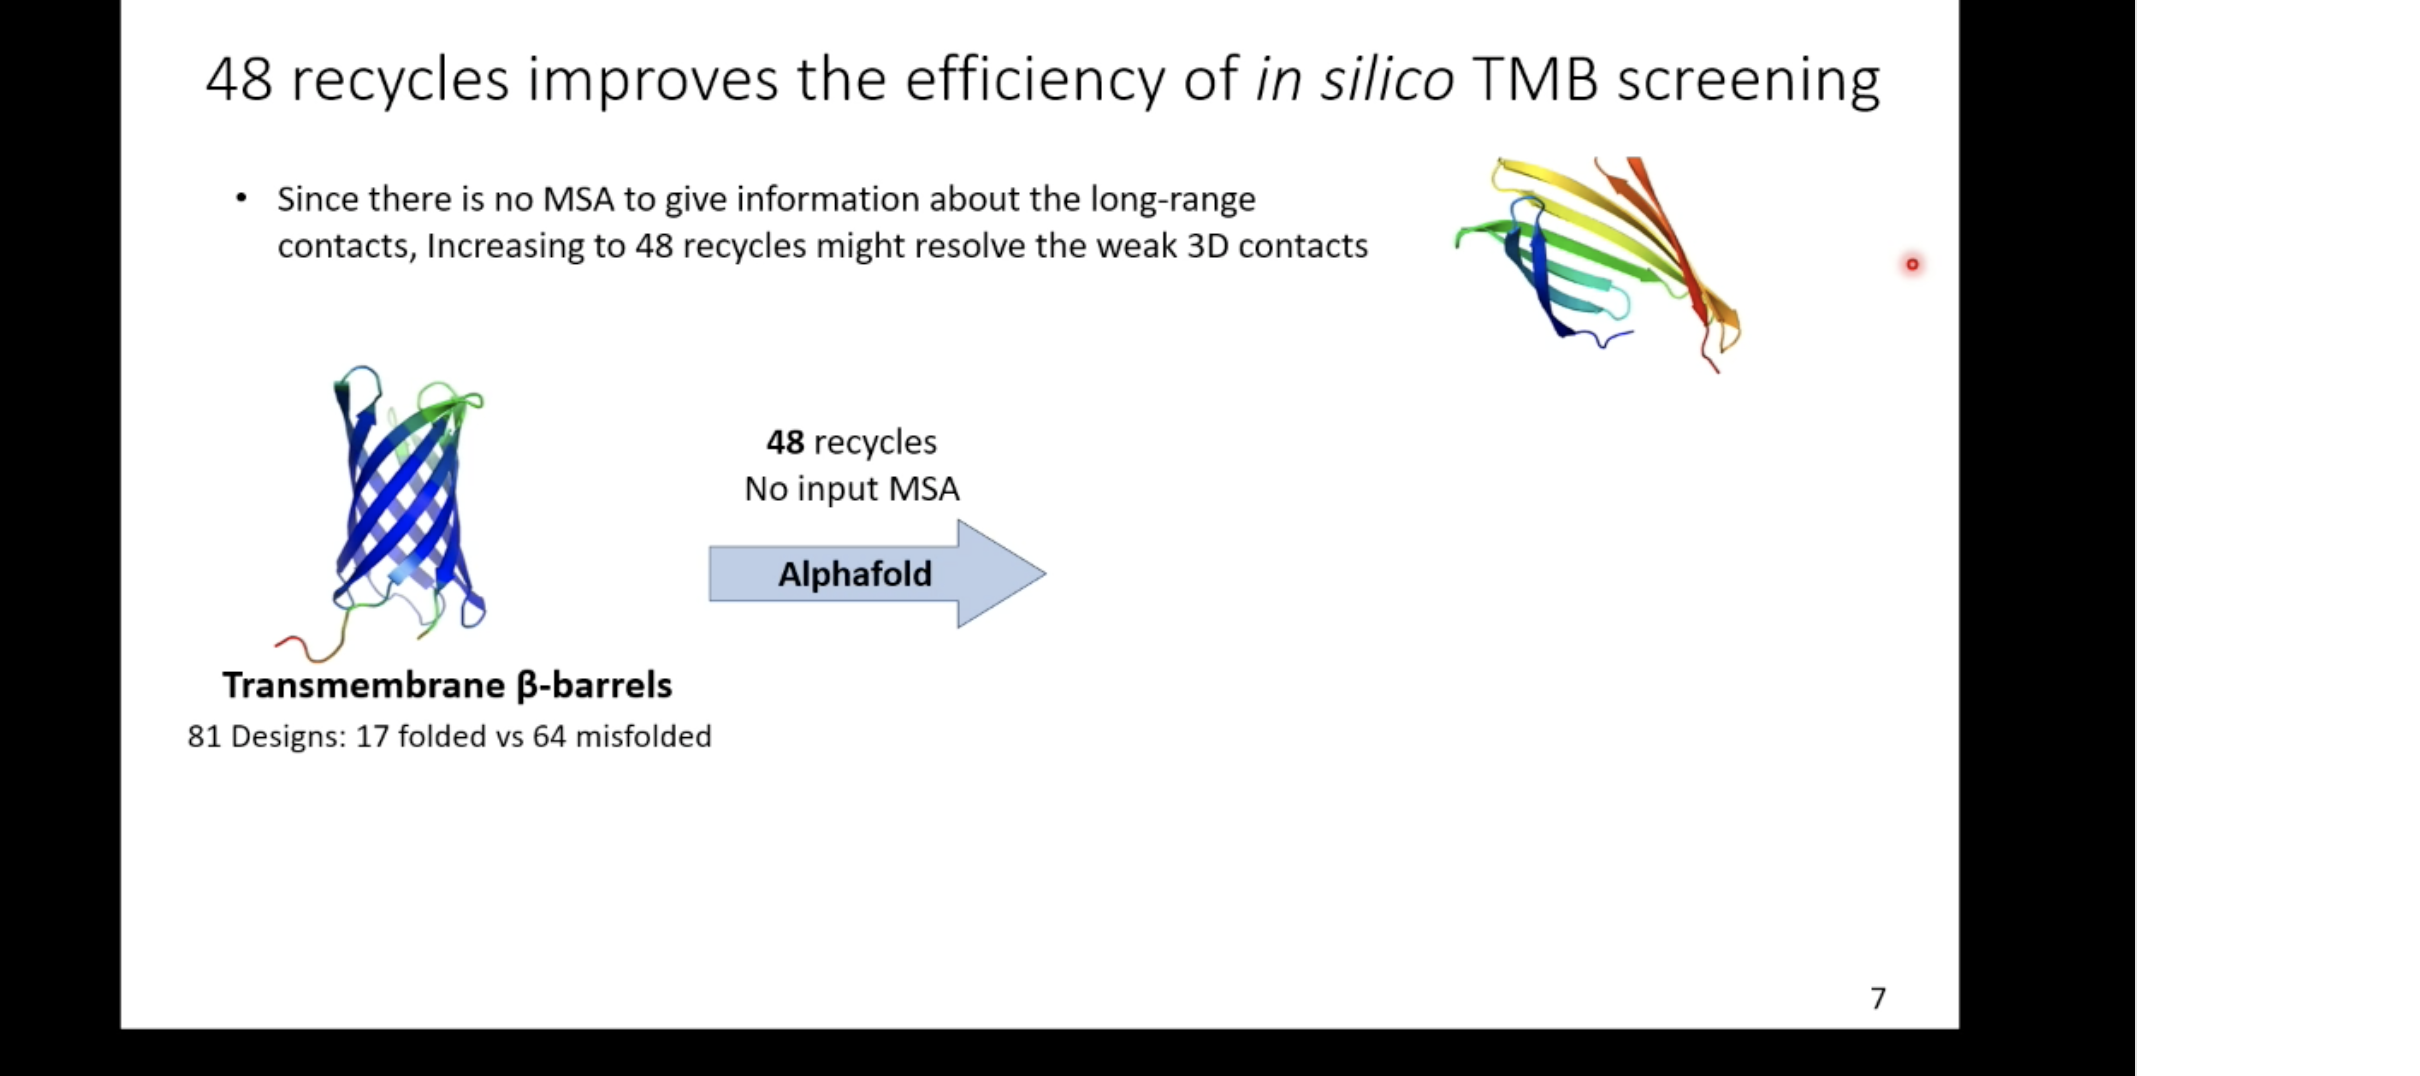 48 recycles improves the efficiency of in silico TMB screening
• Since there is no MSA to give information about the long-range
contacts, Increasing to 48 recycles might resolve the weak 3D contacts
48 recycles
No input MSA
Alphafold
Transmembrane β-barrels
81 Designs: 17 folded vs 64 misfolded
7